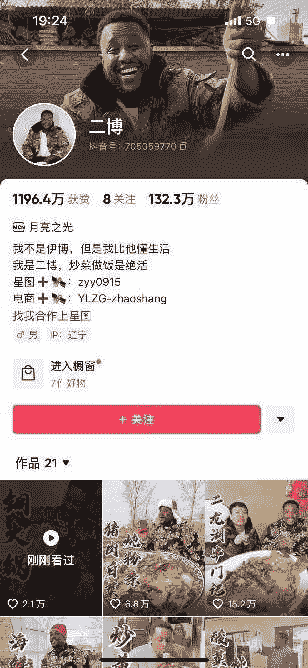 19:24
5G
二博
抖音号：705359770
1196.4万 获赞 8 关注 132.3万 粉丝
MCN 月亮之光
我不是伊博，但是我比他懂生活
我是二博，炒菜做饭是绝活
星图➕🛰：zyy0915
电商➕🛰：YLZG-zhaoshang
找我合作上星图
♂ 男 IP：辽宁
进入橱窗
7件好物
+ 关注
作品 21
刚刚看过
2.1万
6.8万
15.2万